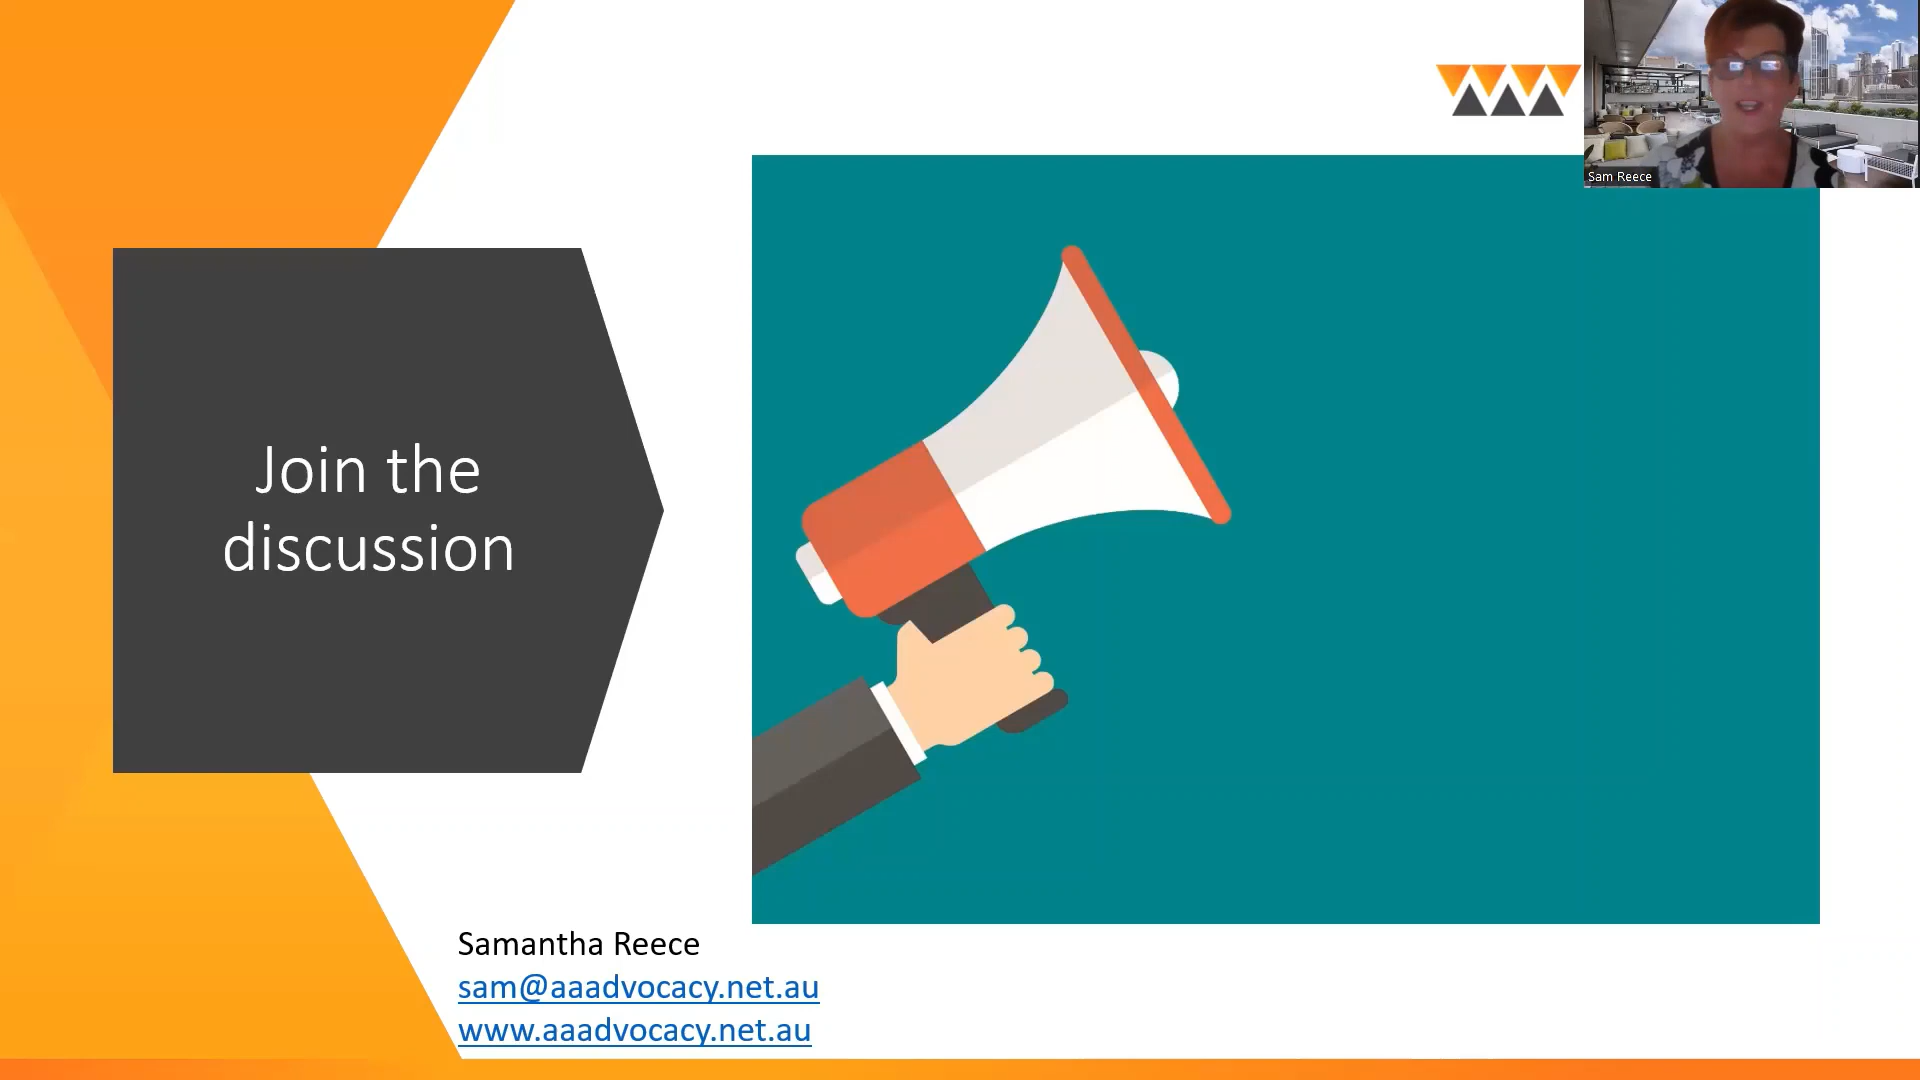 Sam Reece
Join the
discussion
Samantha Reece
sam@aaadvocacy.net.au
www.aaadvocacy.net.au